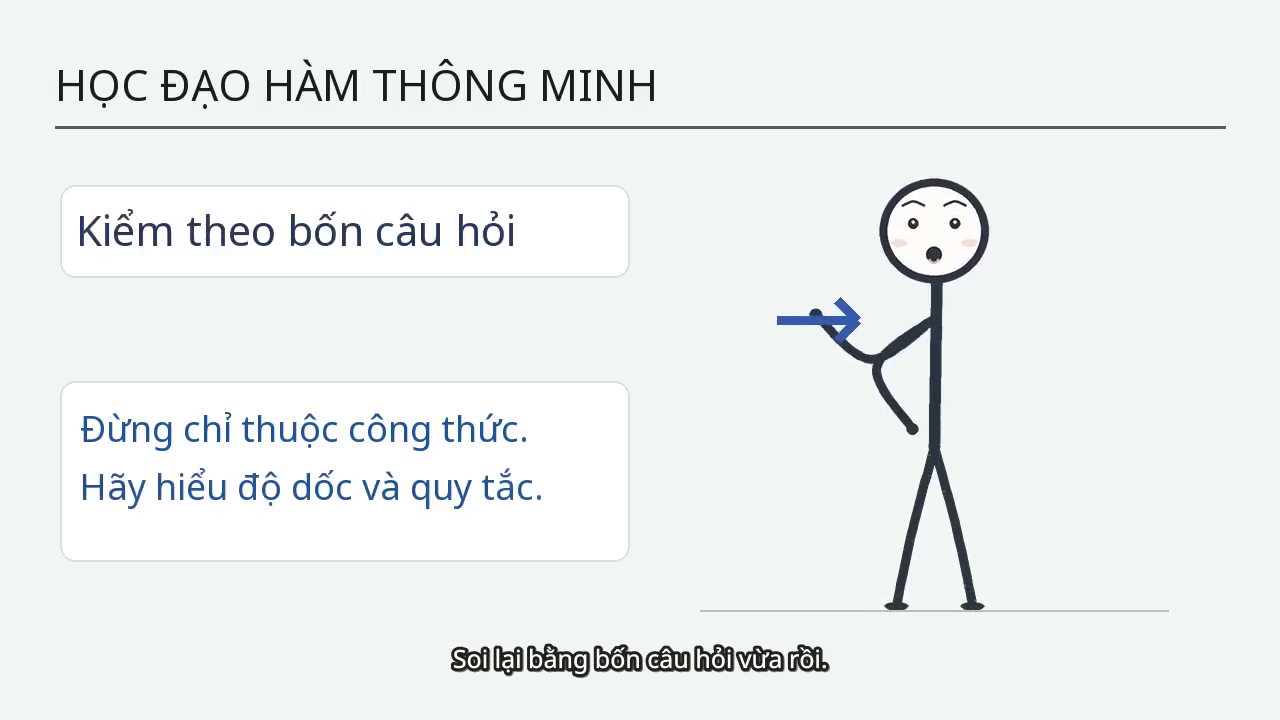 HỌC ĐẠO HÀM THÔNG MINH
Kiểm theo bốn câu hỏi
Đừng chỉ thuộc công thức.
Hãy hiểu độ dốc và quy tắc.
Soi lại bằng bốn câu hỏi vừa rồi.